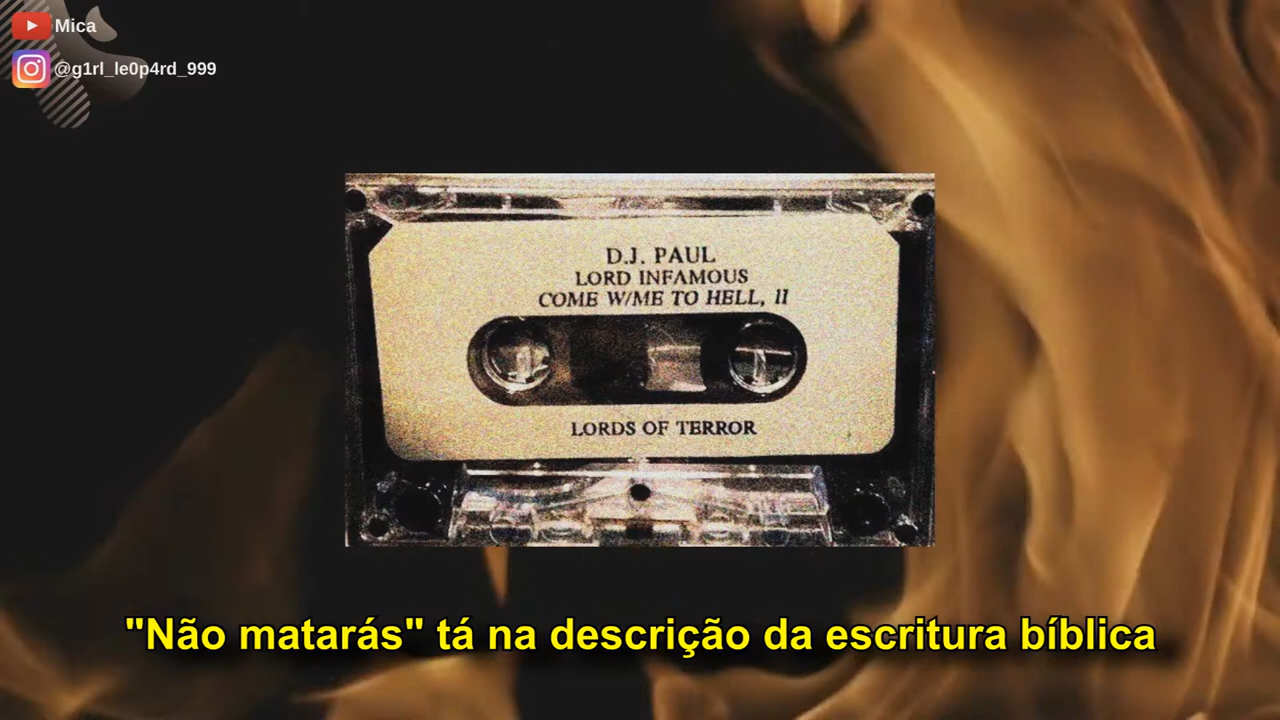 Mica
@g1rl_le0p4rd_999
D.J. PAUL
LORD INFAMOUS
COME W/ME TO HELL, II
LORDS OF TERROR
"Não matarás" tá na descrição da escritura bíblica